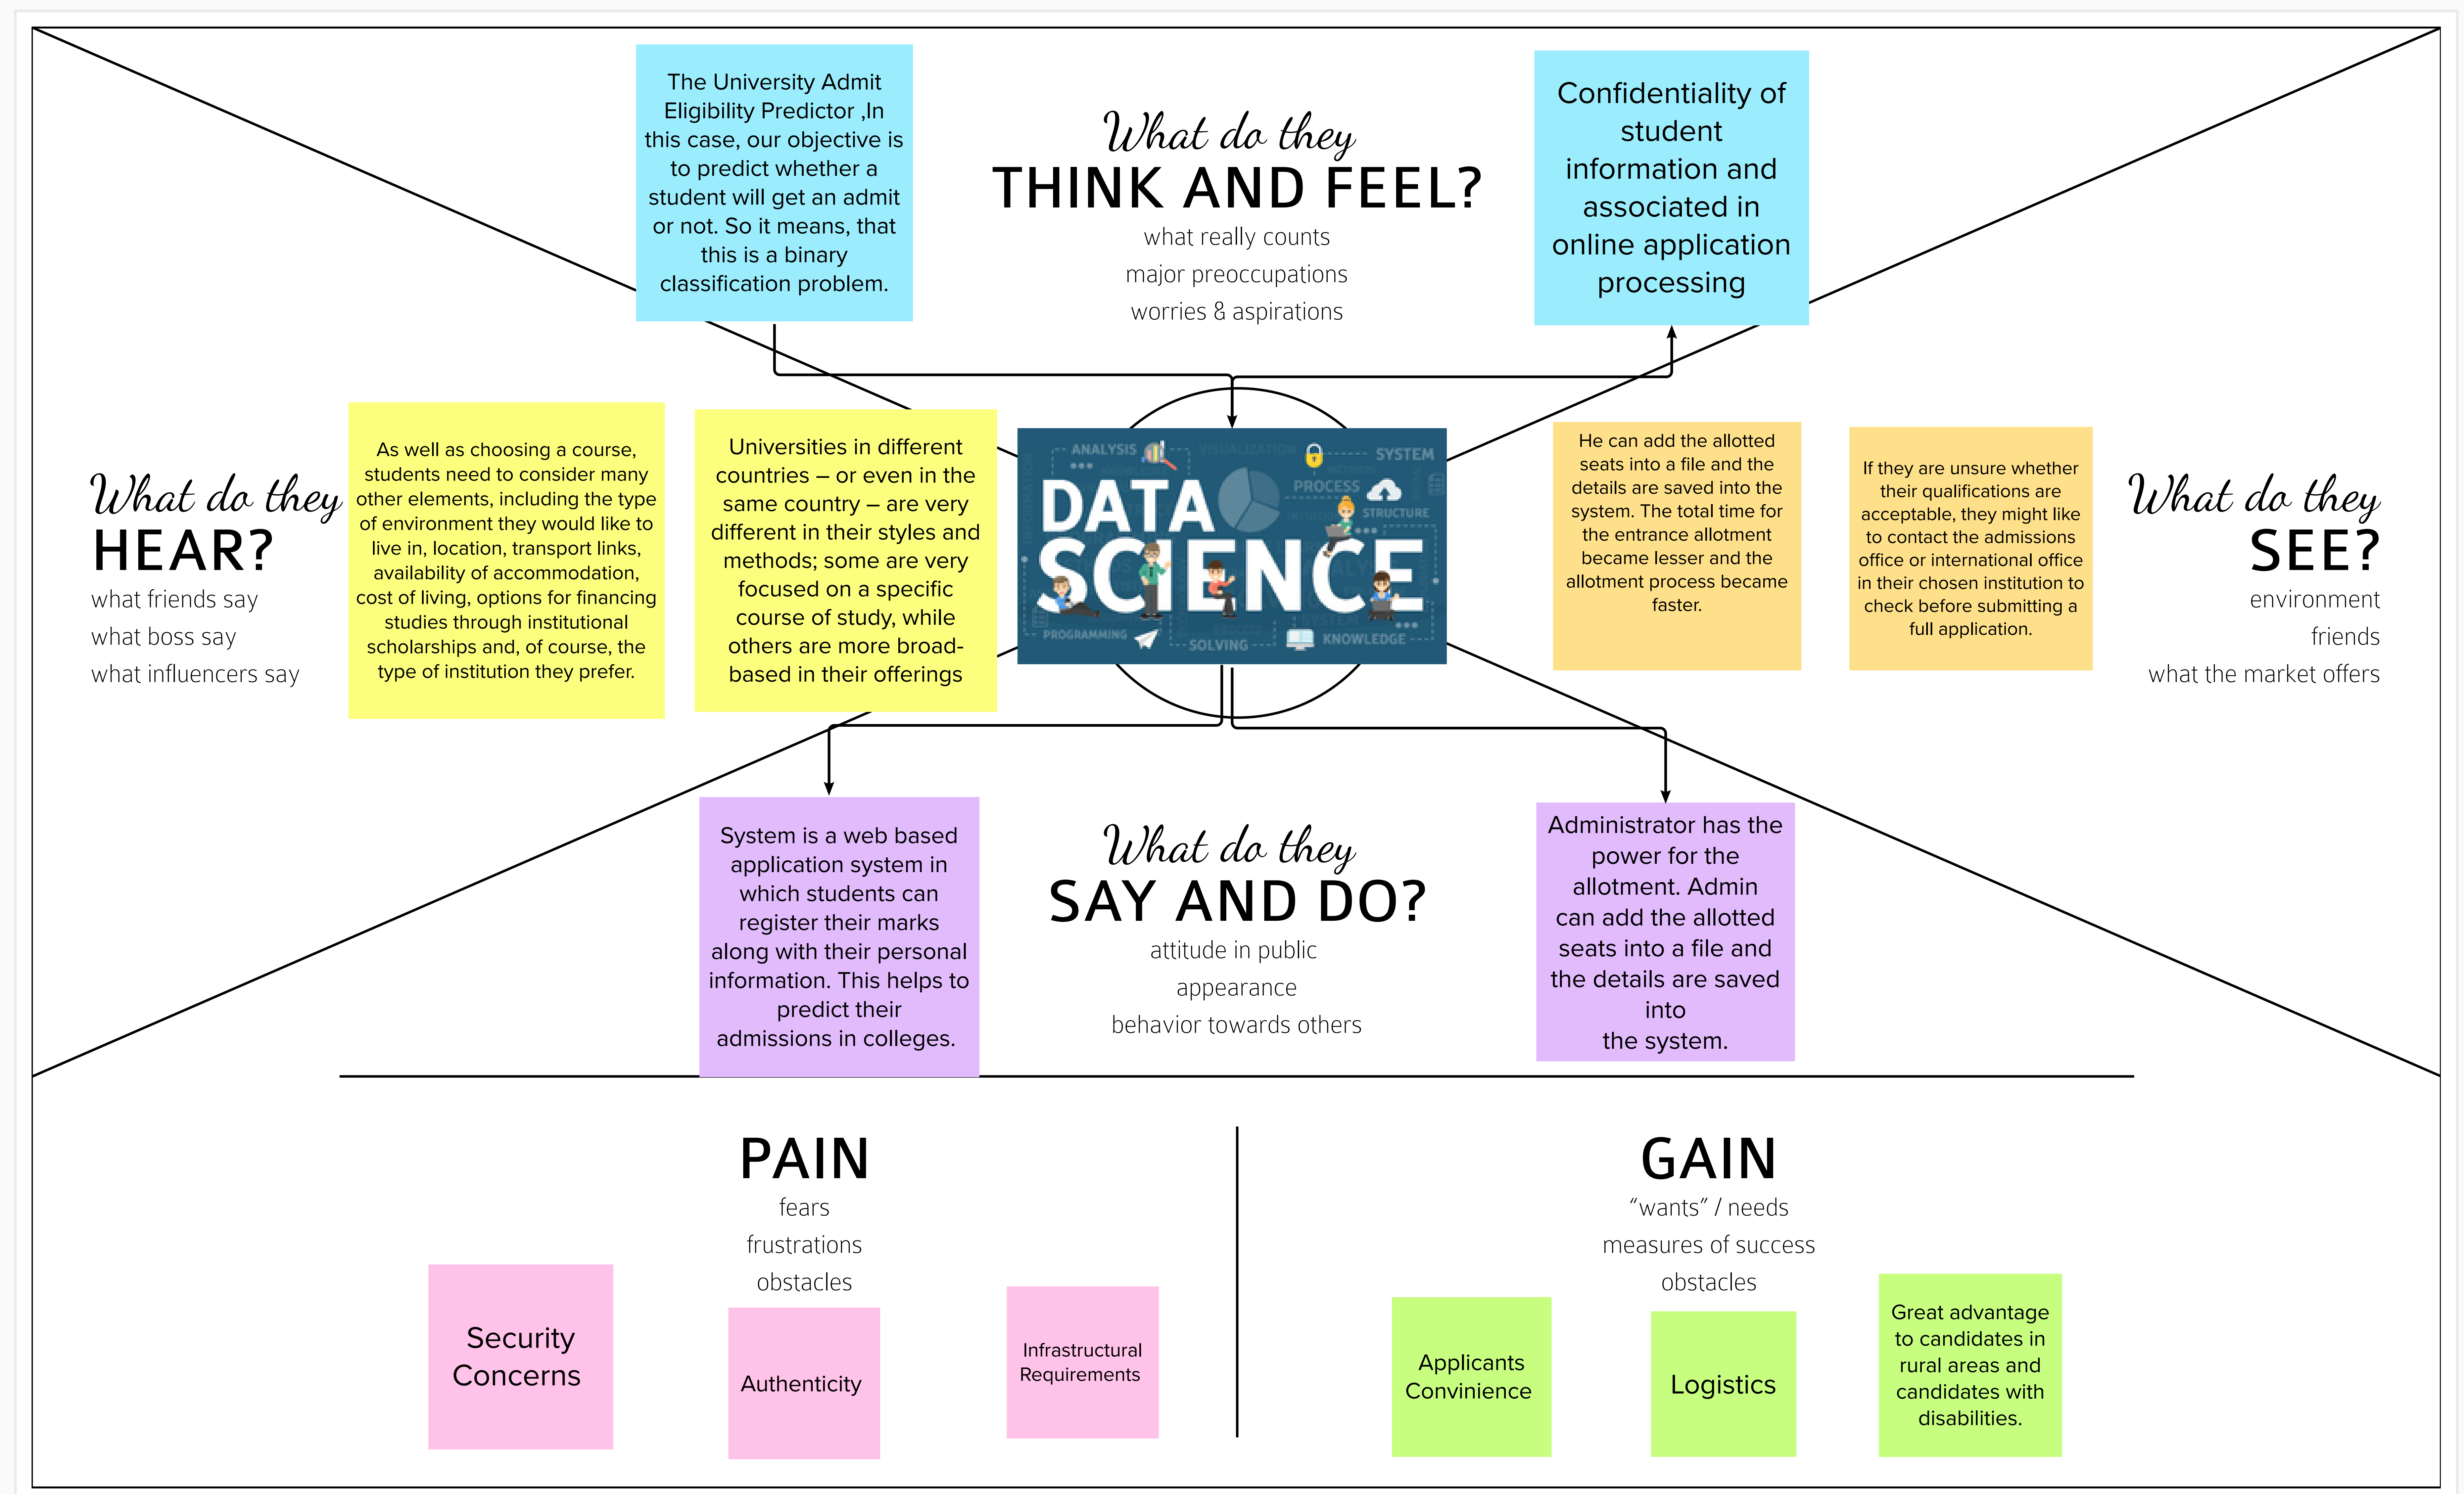 The University Admit
Eligibility Predictor ,In
this case, our objective is
to predict whether a
student will get an admit
or not. So it means, that
this is a binary
classification problem.
What do they
THINK AND FEEL?
what really counts
major preoccupations
worries & aspirations
Confidentiality of
student
information and
associated in
online application
processing
What do they
HEAR?
what friends say
what boss say
what influencers say
As well as choosing a course,
students need to consider many
other elements, including the type
of environment they would like to
live in, location, transport links,
availability of accommodation,
cost of living, options for financing
studies through institutional
scholarships and, of course, the
type of institution they prefer.
Universities in different
countries – or even in the
same country – are very
different in their styles and
methods; some are very
focused on a specific
course of study, while
others are more broad-
based in their offerings
ANALYSIS
VISUALIZATION
SYSTEM
PROCESS
STRUCTURE
DATA
SCIENCE
PROGRAMMING
SOLVING
KNOWLEDGE
He can add the allotted
seats into a file and the
details are saved into the
system. The total time for
the entrance allotment
became lesser and the
allotment process became
faster.
If they are unsure whether
their qualifications are
acceptable, they might like
to contact the admissions
office or international office
in their chosen institution to
check before submitting a
full application.
What do they
SEE?
environment
friends
what the market offers
System is a web based
application system in
which students can
register their marks
along with their personal
information. This helps to
predict their
admissions in colleges.
What do they
SAY AND DO?
attitude in public
appearance
behavior towards others
Administrator has the
power for the
allotment. Admin
can add the allotted
seats into a file and
the details are saved
into
the system.
PAIN
fears
frustrations
obstacles
Security
Concerns
Authenticity
Infrastructural
Requirements
GAIN
“wants” / needs
measures of success
obstacles
Applicants
Convinience
Logistics
Great advantage
to candidates in
rural areas and
candidates with
disabilities.